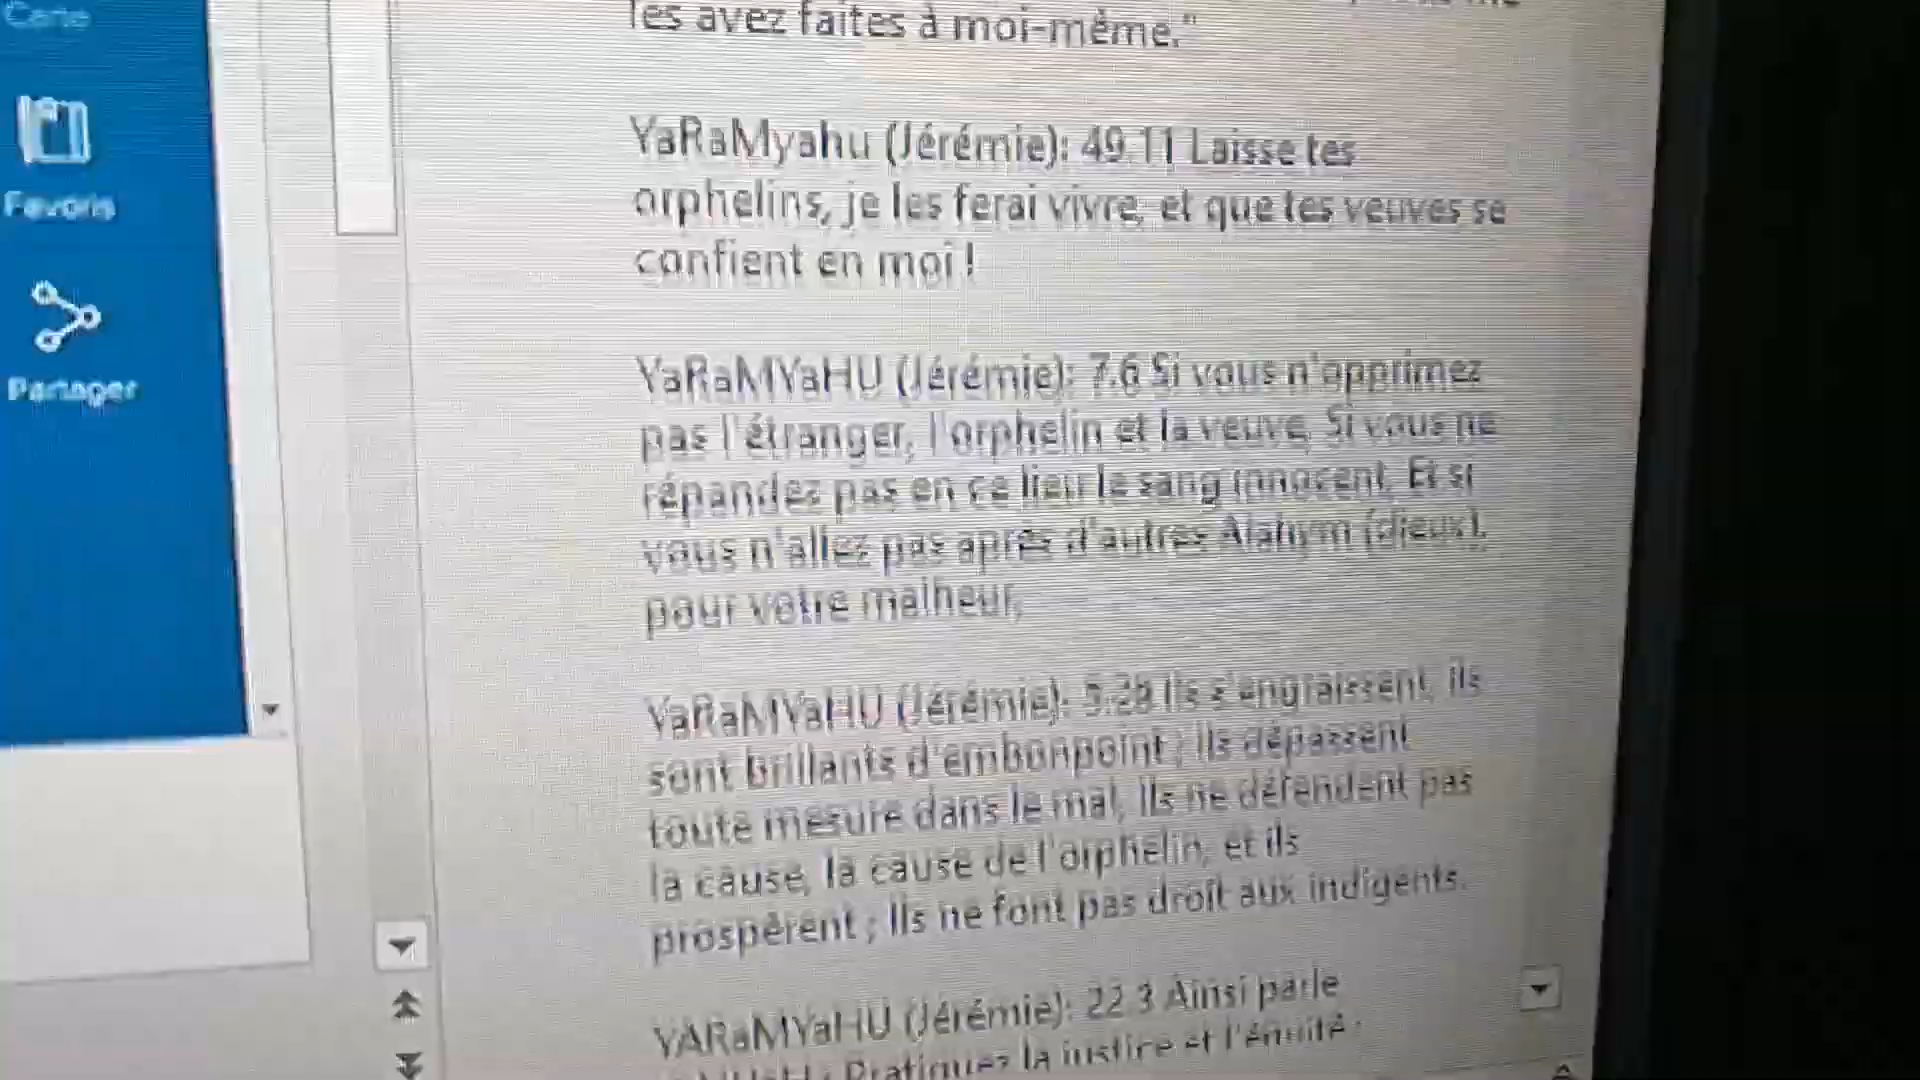 Carte
Favoris
Partager
les avez faites à moi-même."
YaRaMyahu (Jérémie): 49.11 Laisse tes
orphelins, je les ferai vivre, et que tes veuves se
confient en moi !
YaRaMYaHU (Jérémie): 7.6 Si vous n'opprimez
pas l'étranger, l'orphelin et la veuve, Si vous ne
répandez pas en ce lieu le sang innocent, Et si
vous n'allez pas après d'autres Alahym (dieux),
pour votre malheur,
YaRaMYaHU (Jérémie): 5.28 Ils s'engraissent, ils
sont brillants d'embonpoint ; Ils dépassent
toute mesure dans le mal, Ils ne défendent pas
la cause, la cause de l'orphelin, et ils
prospèrent ; Ils ne font pas droit aux indigents.
YARaMYaHU (Jérémie): 22.3 Ainsi parle
Pratiquez la justice et l'équité :